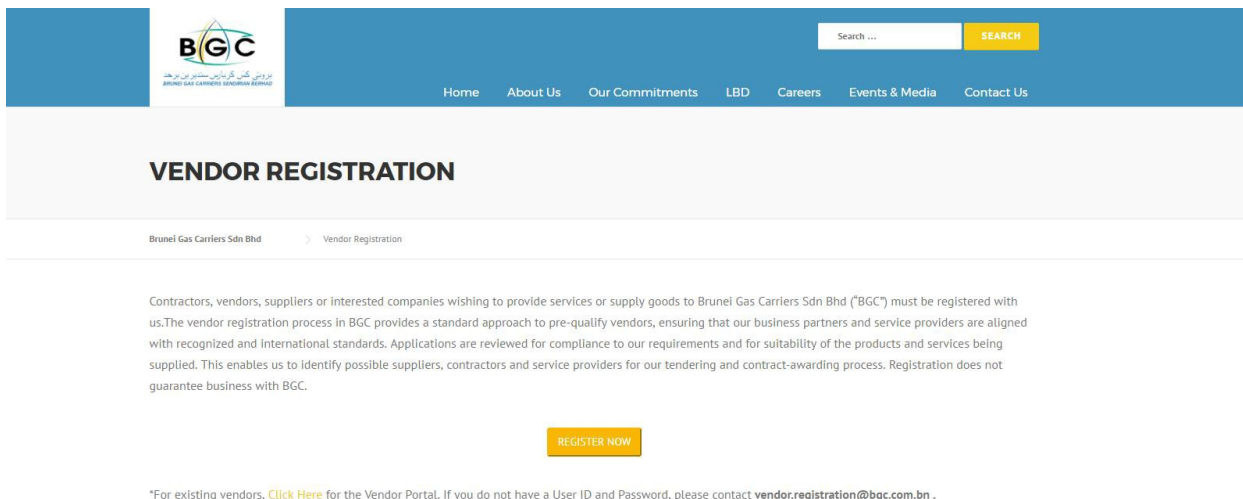 BGC
بروني ڬس کريارس سنديرين برحد
BRUNEI GAS CARRIERS SENDIRIAN BERHAD
Search ...
SEARCH
Home About Us Our Commitments LBD Careers Events & Media Contact Us
VENDOR REGISTRATION
Brunei Gas Carriers Sdn Bhd > Vendor Registration
Contractors, vendors, suppliers or interested companies wishing to provide services or supply goods to Brunei Gas Carriers Sdn Bhd ("BGC") must be registered with
us.The vendor registration process in BGC provides a standard approach to pre-qualify vendors, ensuring that our business partners and service providers are aligned
with recognized and international standards. Applications are reviewed for compliance to our requirements and for suitability of the products and services being
supplied. This enables us to identify possible suppliers, contractors and service providers for our tendering and contract-awarding process. Registration does not
guarantee business with BGC.
REGISTER NOW
*For existing vendors, Click Here for the Vendor Portal. If you do not have a User ID and Password, please contact vendor.registration@bgc.com.bn .